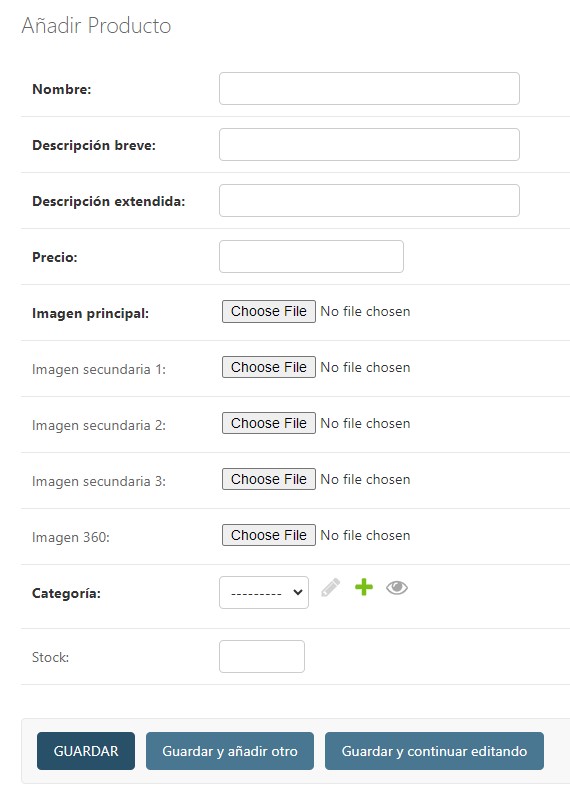 Añadir Producto
Nombre:
Descripción breve:
Descripción extendida:
Precio:
Imagen principal: Choose File No file chosen
Imagen secundaria 1: Choose File No file chosen
Imagen secundaria 2: Choose File No file chosen
Imagen secundaria 3: Choose File No file chosen
Imagen 360: Choose File No file chosen
Categoría: ---------
Stock:
GUARDAR Guardar y añadir otro Guardar y continuar editando